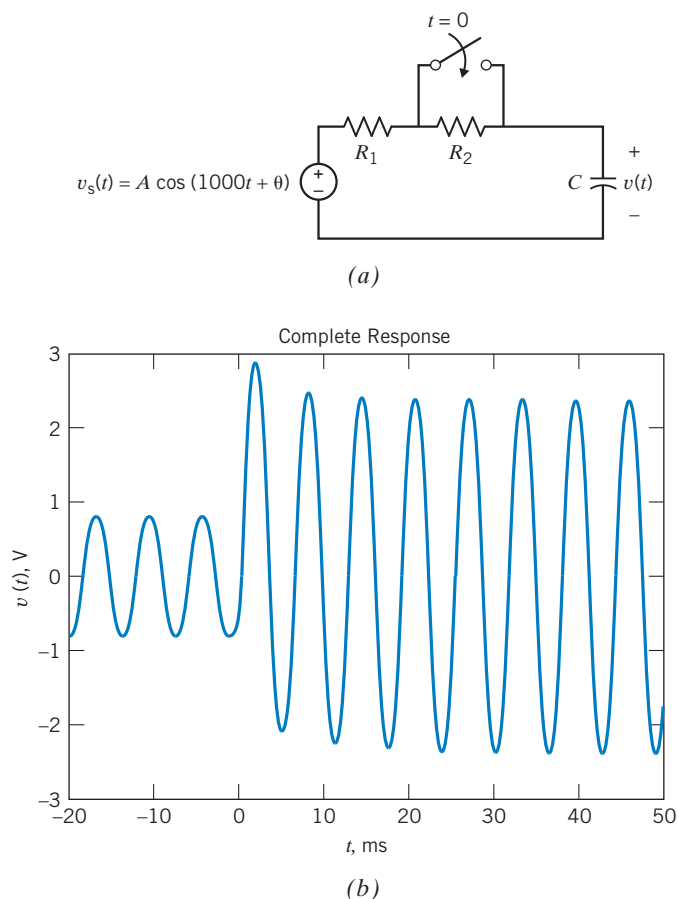 t = 0
R1
R2
vs(t) = A cos (1000t + θ)
+
−
C
+
v(t)
−
(a)
Complete Response
3
2
1
0
−1
−2
−3
v (t), V
−20
−10
0
10
20
30
40
50
t, ms
(b)